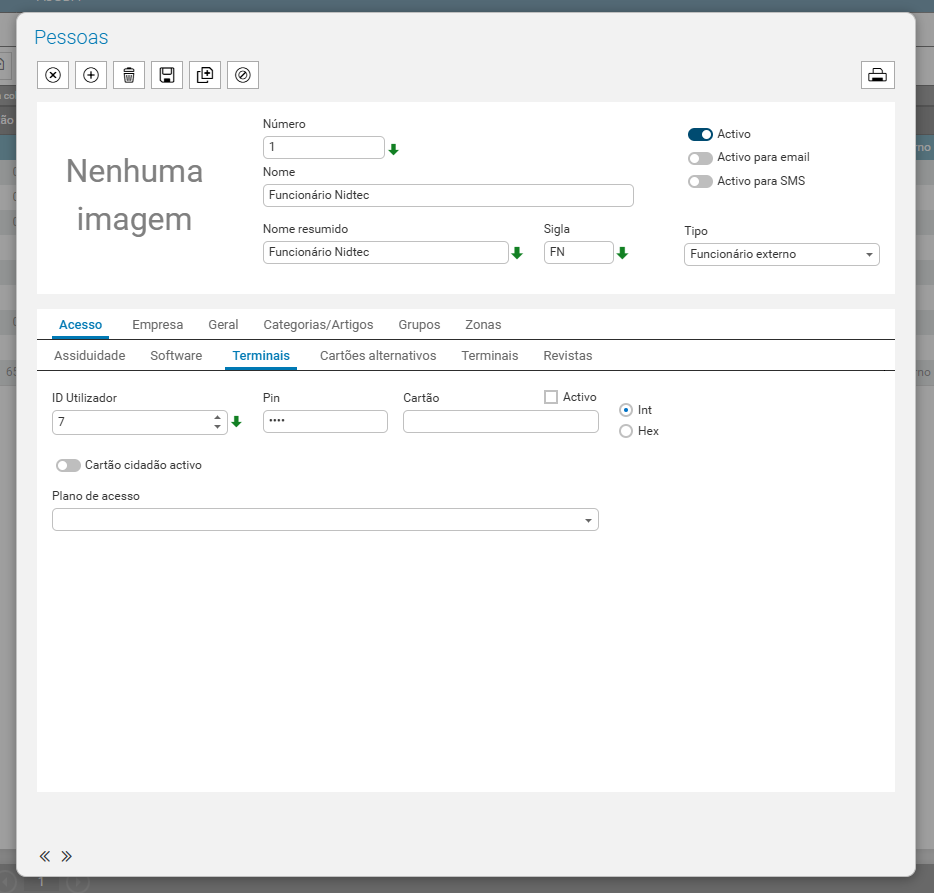 Pessoas
Número
1
Nenhuma
imagem
Activo
Activo para email
Activo para SMS
Nome
Funcionário Nidtec
Nome resumido
Sigla
Tipo
Funcionário Nidtec
FN
Funcionário externo
Acesso Empresa Geral Categorias/Artigos Grupos Zonas
Assiduidade Software Terminais Cartões alternativos Terminais Revistas
ID Utilizador Pin Cartão Activo
7 •••• Int
Hex
Cartão cidadão activo
Plano de acesso
« »
1